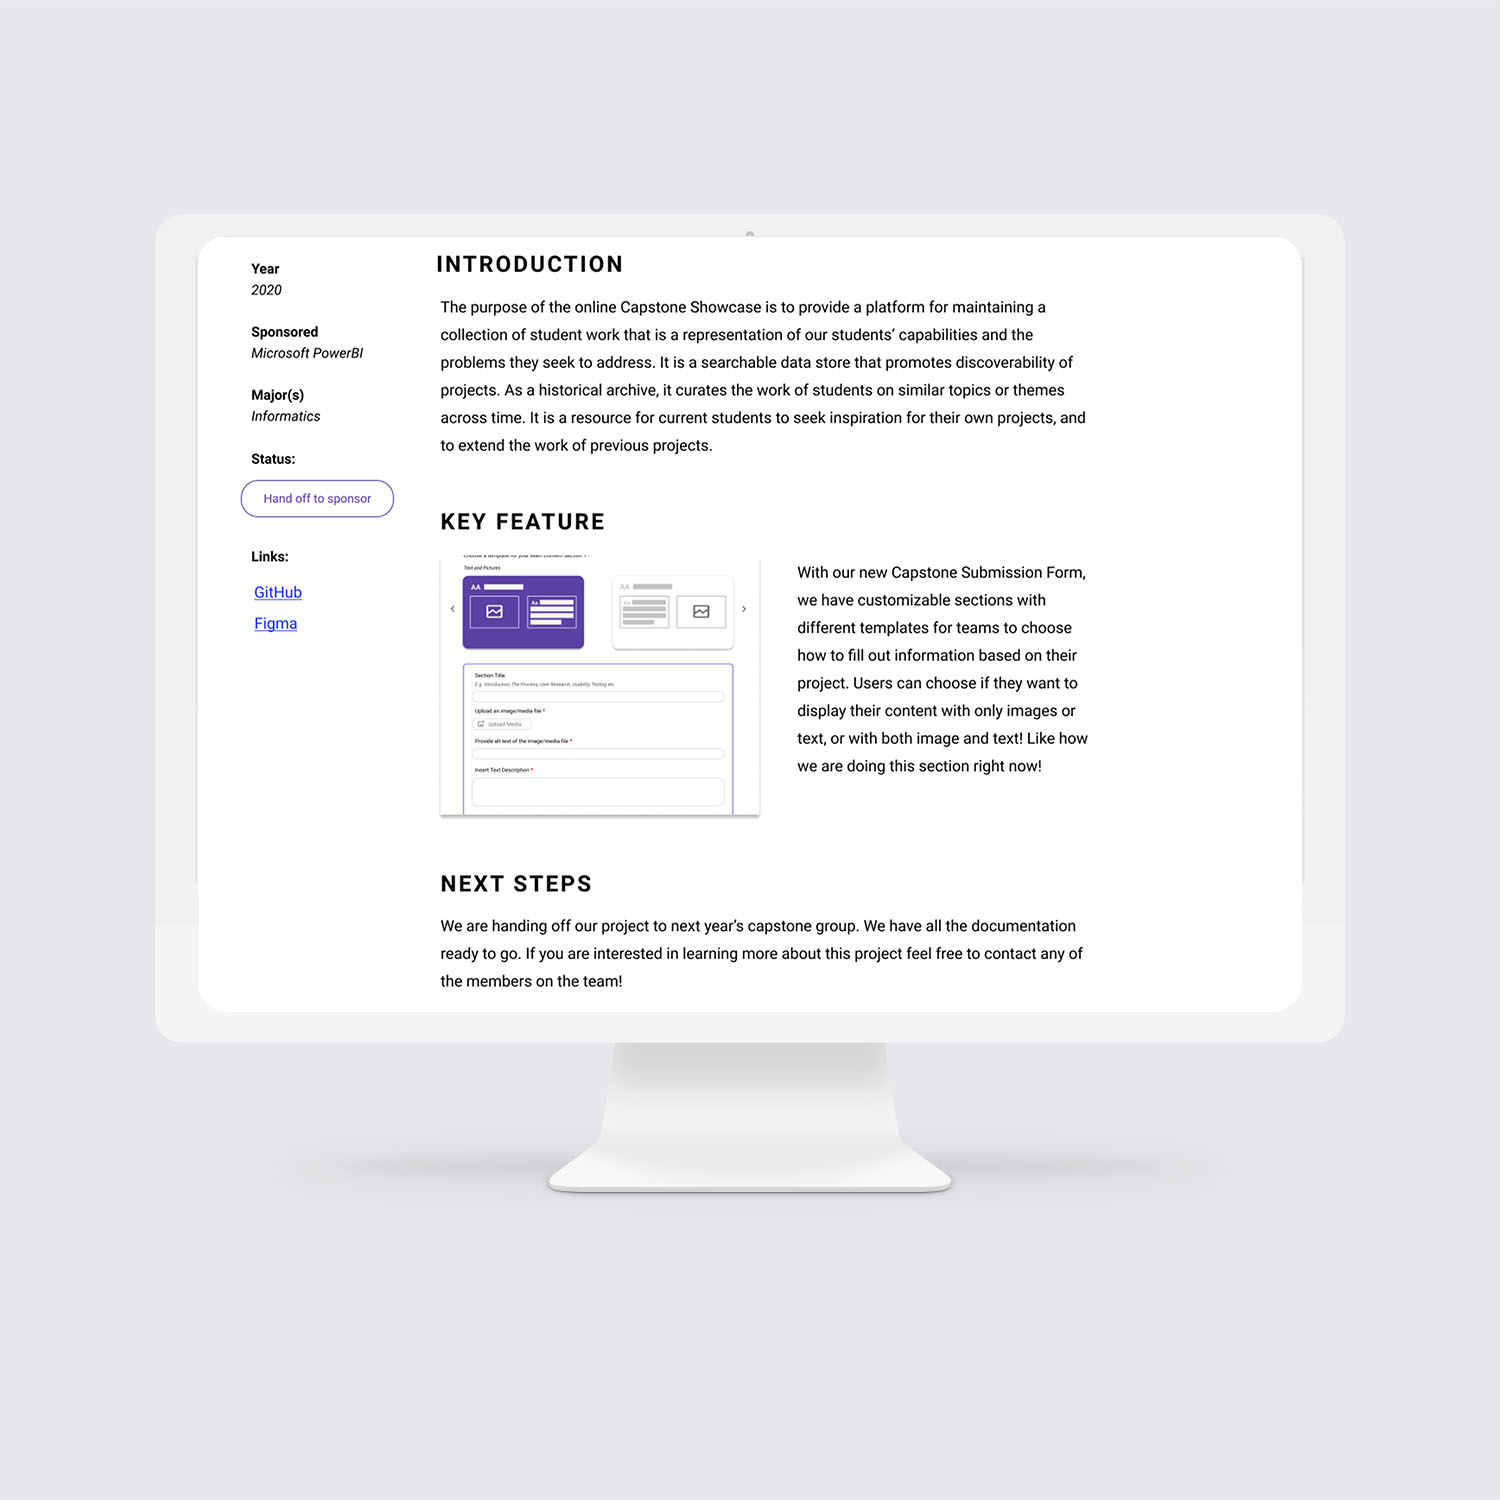 Year
2020
Sponsored
Microsoft PowerBI
Major(s)
Informatics
Status:
Hand off to sponsor
Links:
GitHub
Figma
INTRODUCTION
The purpose of the online Capstone Showcase is to provide a platform for maintaining a
collection of student work that is a representation of our students’ capabilities and the
problems they seek to address. It is a searchable data store that promotes discoverability of
projects. As a historical archive, it curates the work of students on similar topics or themes
across time. It is a resource for current students to seek inspiration for their own projects, and
to extend the work of previous projects.
KEY FEATURE
Choose a template for your Main Content Section 1 *
Text and Pictures
AA
Aa
AA
Aa
Section Title
E.g. Introduction, The Process, User Research, Usability Testing etc.
Upload an image/media file *
Upload Media
Provide alt text of the image/media file *
Insert Text Description *
With our new Capstone Submission Form,
we have customizable sections with
different templates for teams to choose
how to fill out information based on their
project. Users can choose if they want to
display their content with only images or
text, or with both image and text! Like how
we are doing this section right now!
NEXT STEPS
We are handing off our project to next year’s capstone group. We have all the documentation
ready to go. If you are interested in learning more about this project feel free to contact any of
the members on the team!